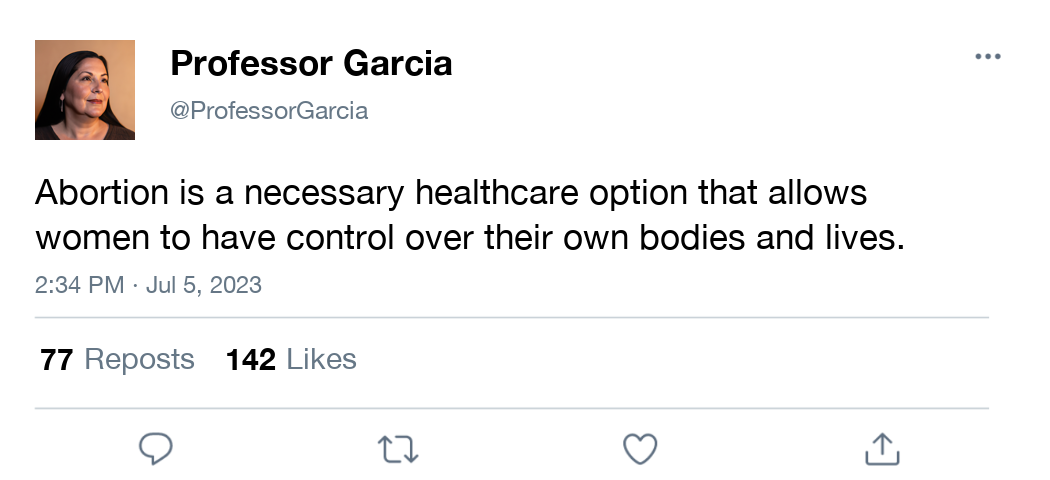 Professor Garcia
@ProfessorGarcia
Abortion is a necessary healthcare option that allows
women to have control over their own bodies and lives.
2:34 PM · Jul 5, 2023
77 Reposts 142 Likes